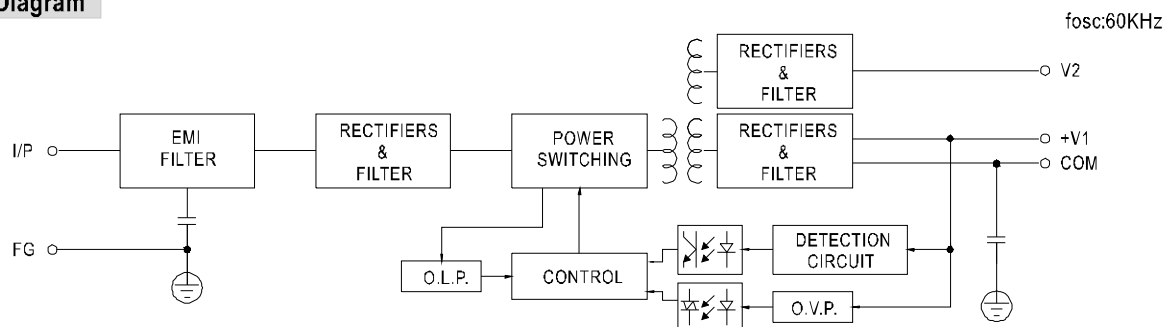 Diagram
fosc:60KHz
RECTIFIERS
&
FILTER
V2
I/P
EMI
FILTER
RECTIFIERS
&
FILTER
POWER
SWITCHING
RECTIFIERS
&
FILTER
+V1
COM
FG
O.L.P.
CONTROL
DETECTION
CIRCUIT
O.V.P.